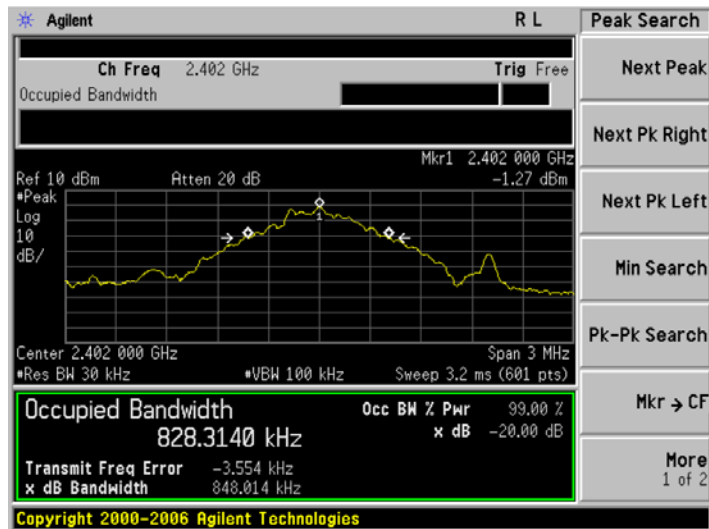 Agilent R L Peak Search
Ch Freq 2.402 GHz Trig Free
Occupied Bandwidth
Mkr1 2.402 000 GHz
Ref 10 dBm Atten 20 dB -1.27 dBm
#Peak
Log
10
dB/
1
Center 2.402 000 GHz Span 3 MHz
#Res BW 30 kHz #VBW 100 kHz Sweep 3.2 ms (601 pts)
Occupied Bandwidth Occ BW % Pwr 99.00 %
828.3140 kHz x dB -20.00 dB
Transmit Freq Error -3.554 kHz
x dB Bandwidth 848.014 kHz
Copyright 2000-2006 Agilent Technologies
Next Peak
Next Pk Right
Next Pk Left
Min Search
Pk-Pk Search
Mkr → CF
More
1 of 2